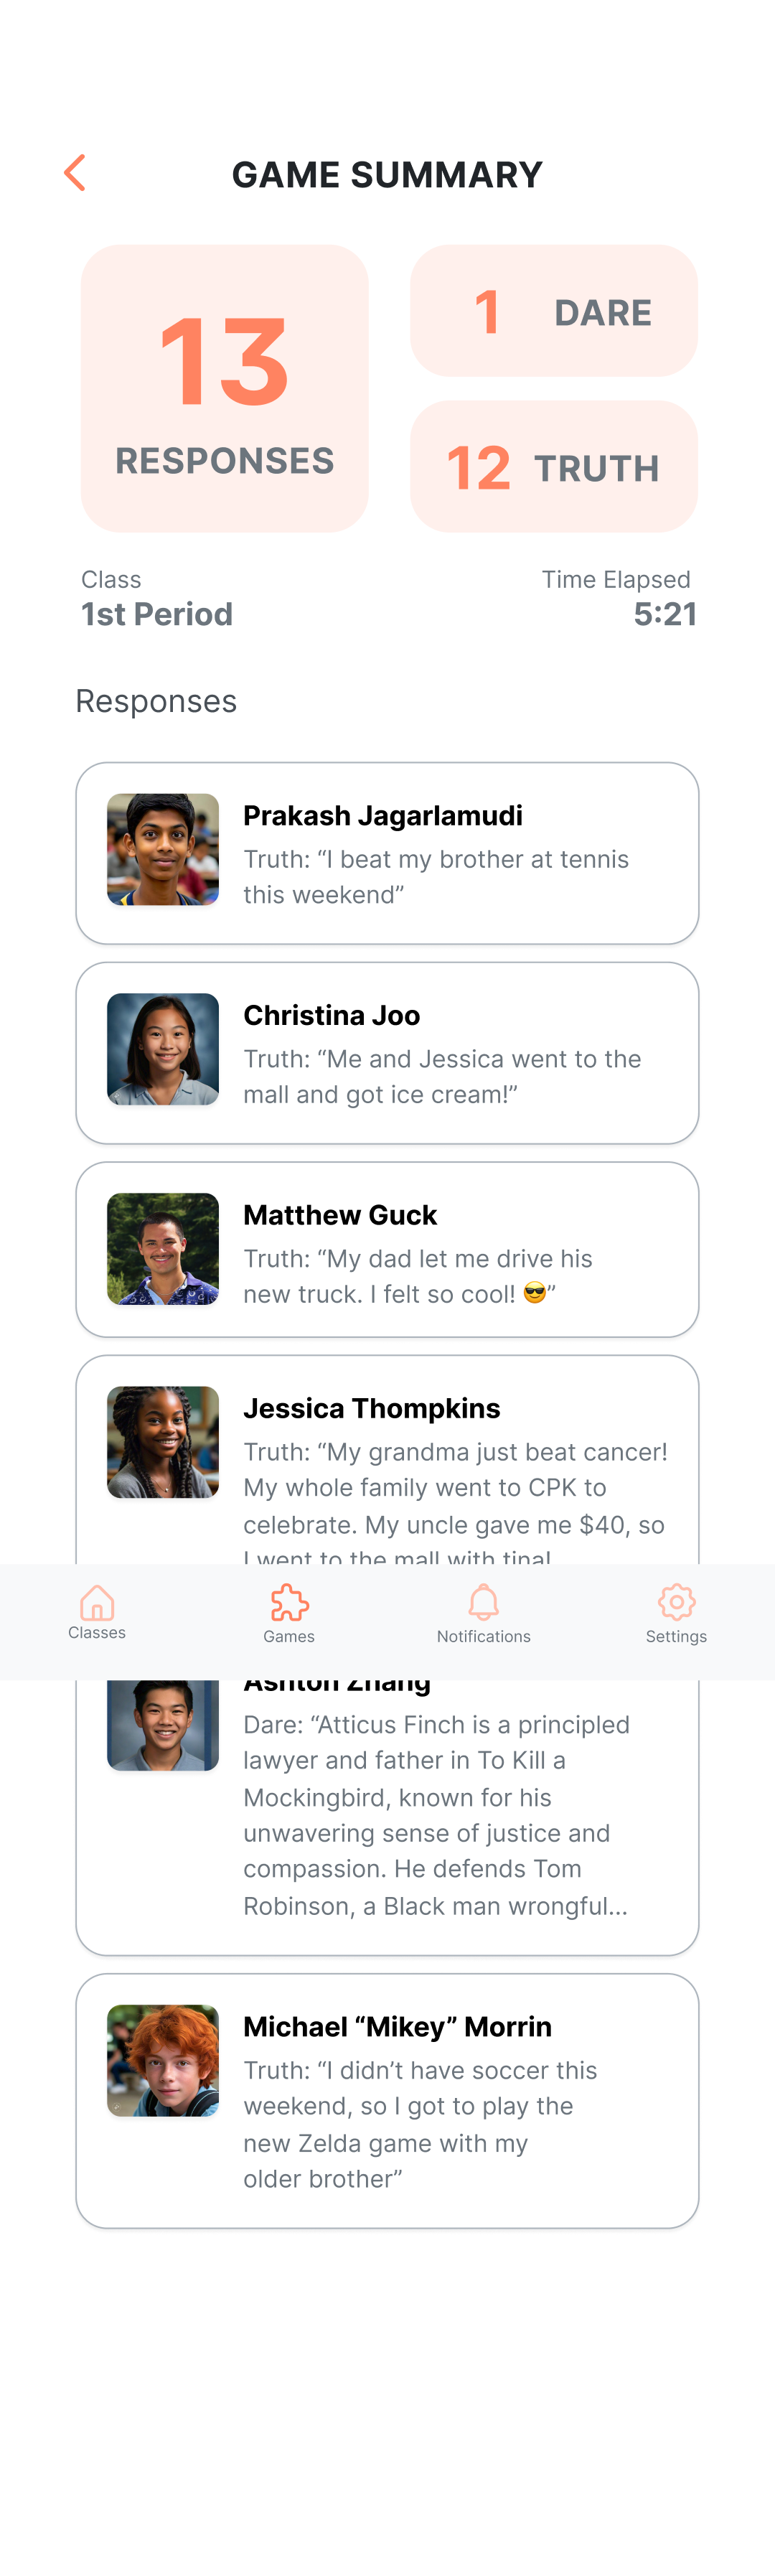 GAME SUMMARY
13
RESPONSES
1 DARE
12 TRUTH
Class
1st Period
Time Elapsed
5:21
Responses
Prakash Jagarlamudi
Truth: “I beat my brother at tennis
this weekend”
Christina Joo
Truth: “Me and Jessica went to the
mall and got ice cream!”
Matthew Guck
Truth: “My dad let me drive his
new truck. I felt so cool! 😎”
Jessica Thompkins
Truth: “My grandma just beat cancer!
My whole family went to CPK to
celebrate. My uncle gave me $40, so
I went to the mall with tina!
Classes
Games
Notifications
Settings
Ashton Zhang
Dare: “Atticus Finch is a principled
lawyer and father in To Kill a
Mockingbird, known for his
unwavering sense of justice and
compassion. He defends Tom
Robinson, a Black man wrongful...
Michael “Mikey” Morrin
Truth: “I didn’t have soccer this
weekend, so I got to play the
new Zelda game with my
older brother”